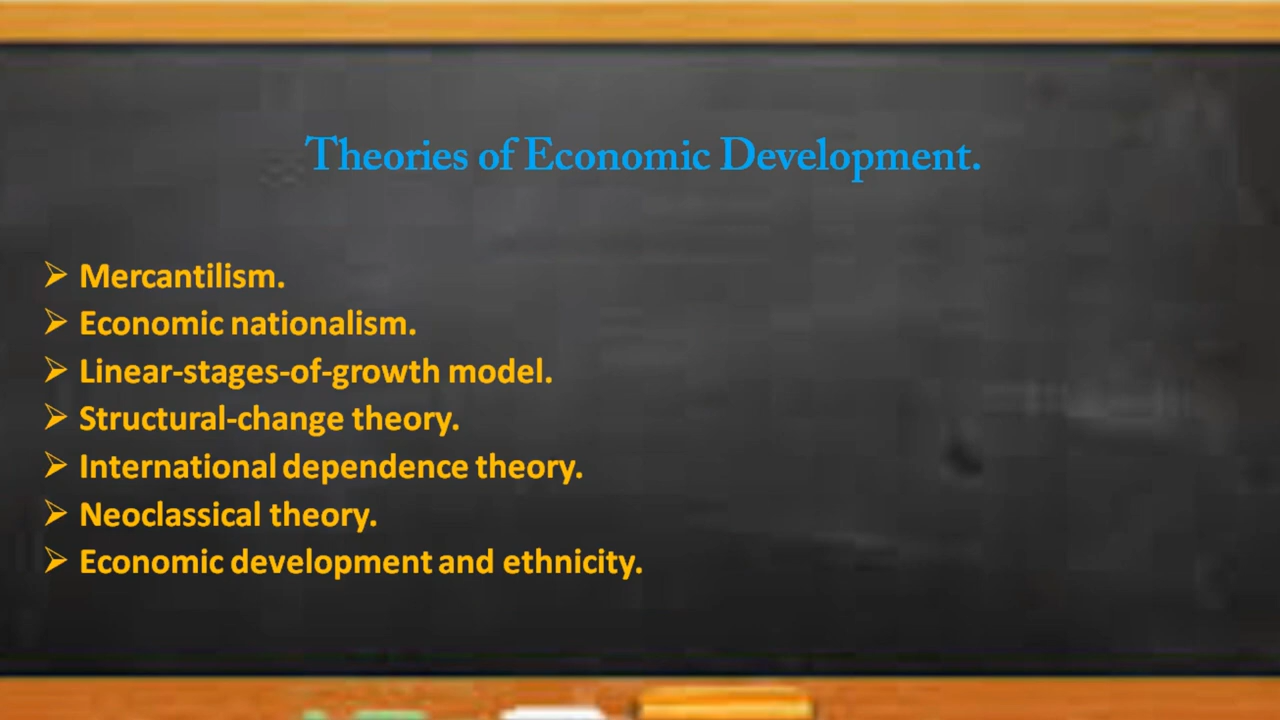 Theories of Economic Development.
➢ Mercantilism.
➢ Economic nationalism.
➢ Linear-stages-of-growth model.
➢ Structural-change theory.
➢ International dependence theory.
➢ Neoclassical theory.
➢ Economic development and ethnicity.